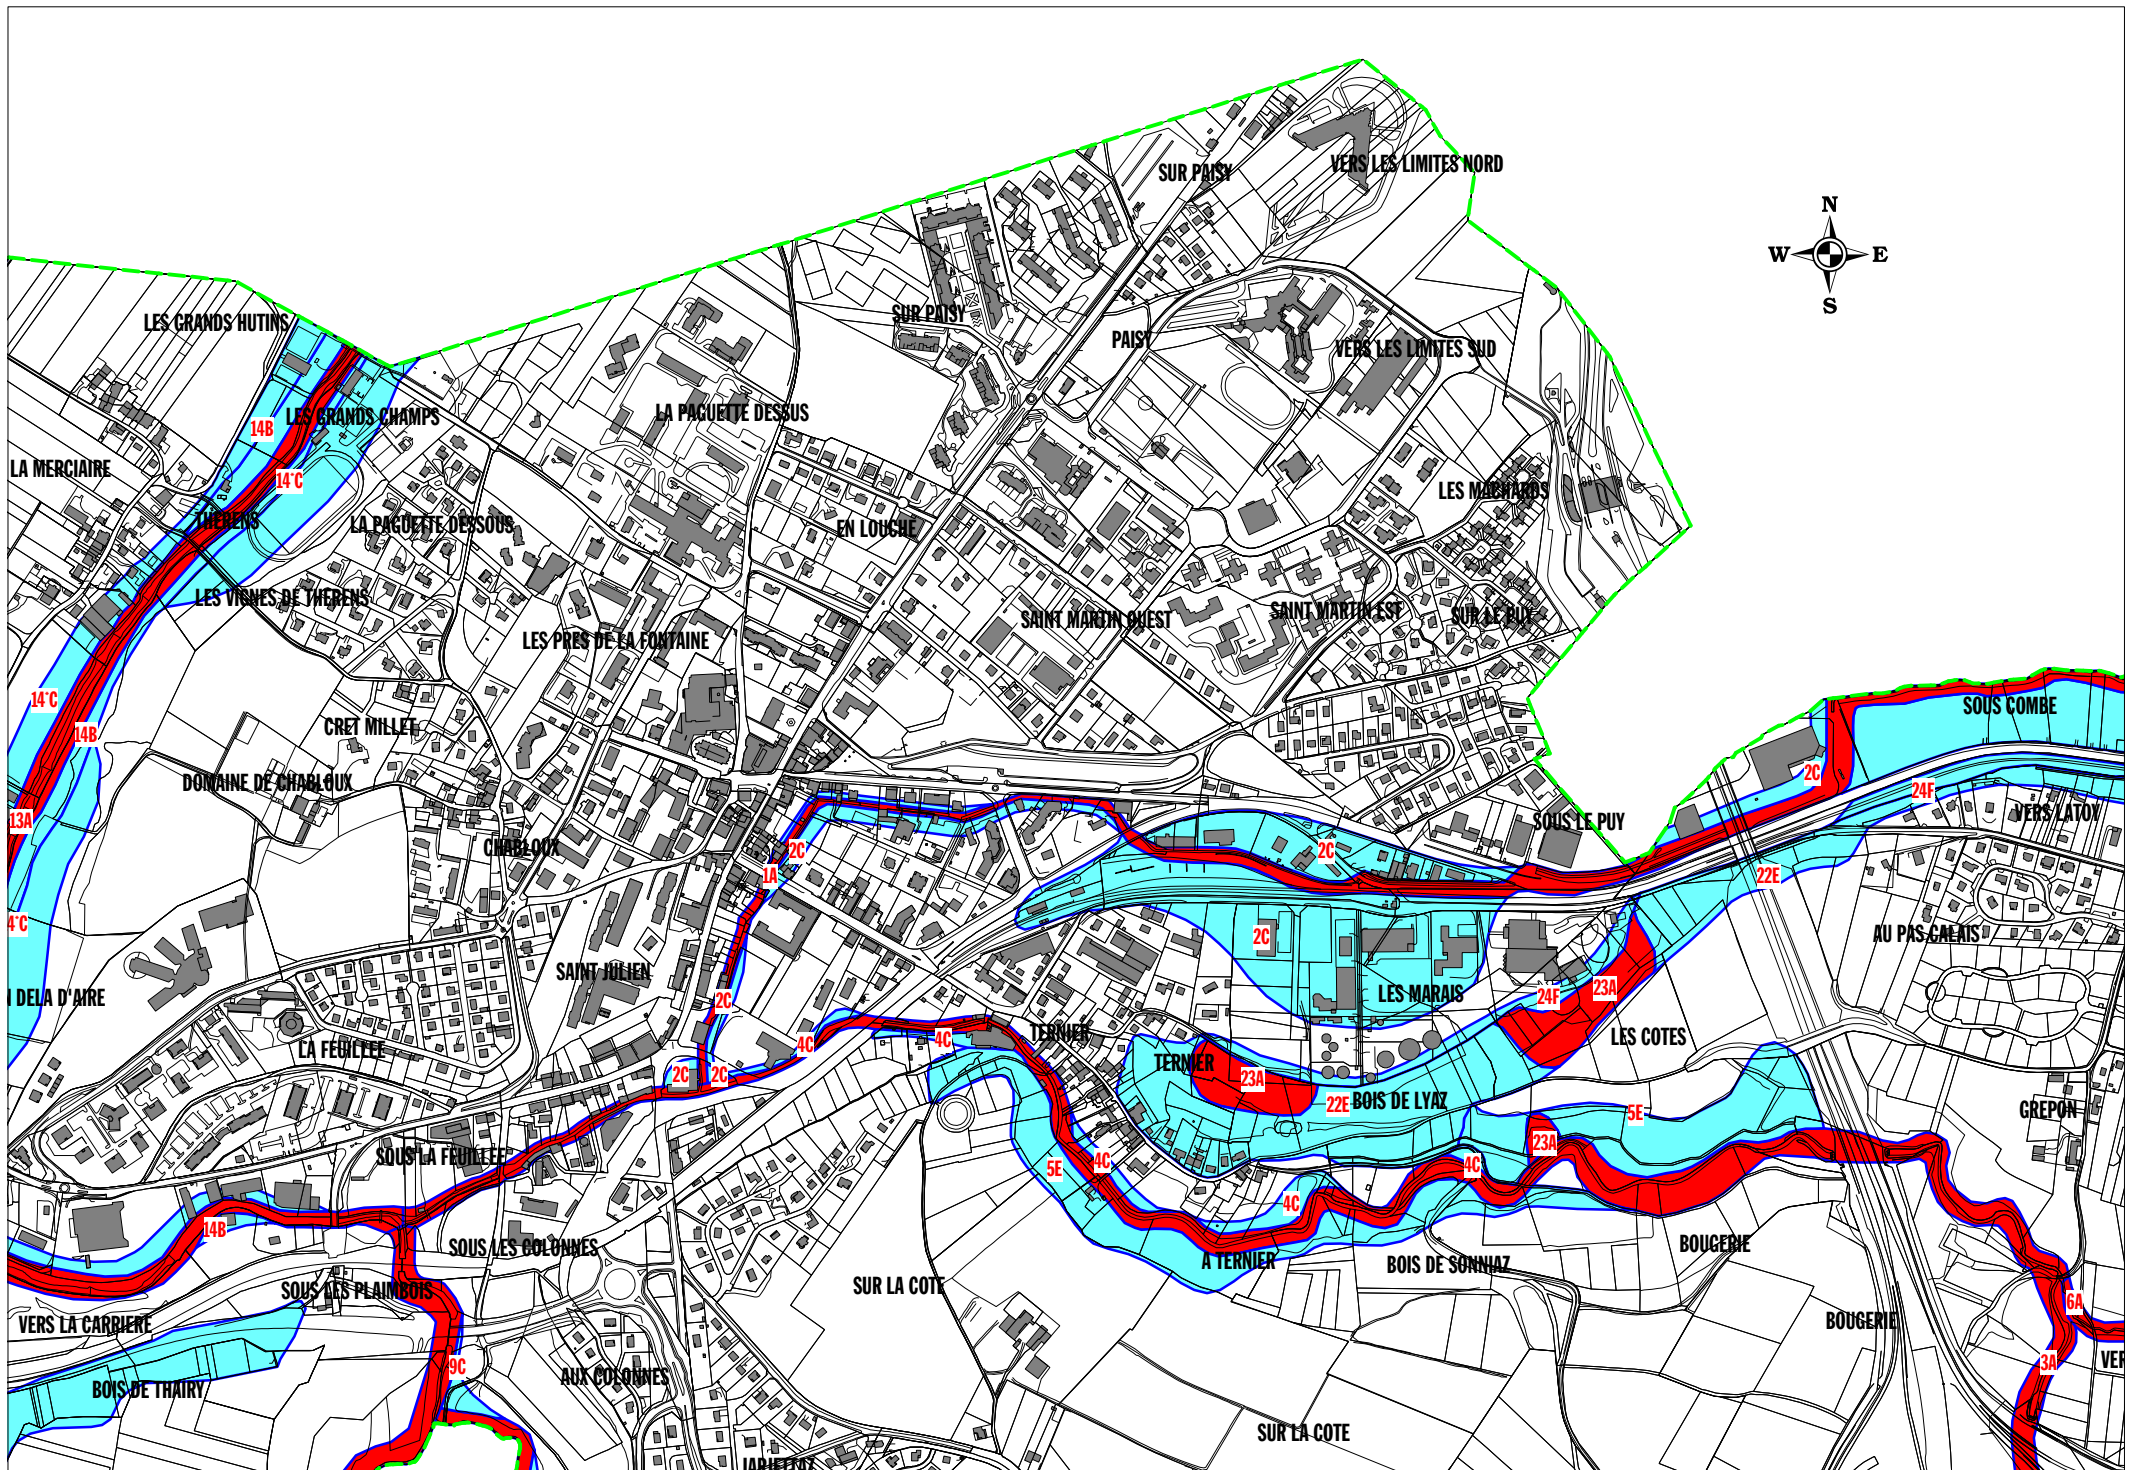 SUR PAISY
VERS LES LIMITES NORD
N
W
E
S
LES GRANDS HUTINS
SUR PAISY
PAISY
VERS LES LIMITES SUD
14B
LES GRANDS CHAMPS
LA PAGUETTE DESSUS
LA MERCIAIRE
14*C
LES MACHARDS
THERENS
LA PAGUETTE DESSOUS
EN LOUCHE
LES VIGNES DE THERENS
LES PRES DE LA FONTAINE
SAINT MARTIN OUEST
SAINT MARTIN EST
SUR LE PUY
14*C
14B
CRET MILLET
SOUS COMBE
DOMAINE DE CHABLOUX
2C
24F
13A
CHABLOUX
2C
2C
SOUS LE PUY
VERS LATOY
1A
22E
4*C
2C
AU PAS CALAIS
SAINT JULIEN
N DELA D'AIRE
2C
LES MARAIS
24F
23A
LA FEUILLEE
4C
4C
TERNIER
TERNIER
LES COTES
2C
2C
23A
22E
BOIS DE LYAZ
5E
GREPON
SOUS LA FEUILLEE
5E
4C
4C
23A
14B
4C
SOUS LES COLONNES
A TERNIER
BOIS DE SONNIAZ
BOUGERIE
SOUS LES PLAIMBOIS
SUR LA COTE
6A
VERS LA CARRIERE
BOUGERIE
9C
3A
VER
BOIS DE THAIRY
AUX COLONNES
SUR LA COTE
JARIETTAZ